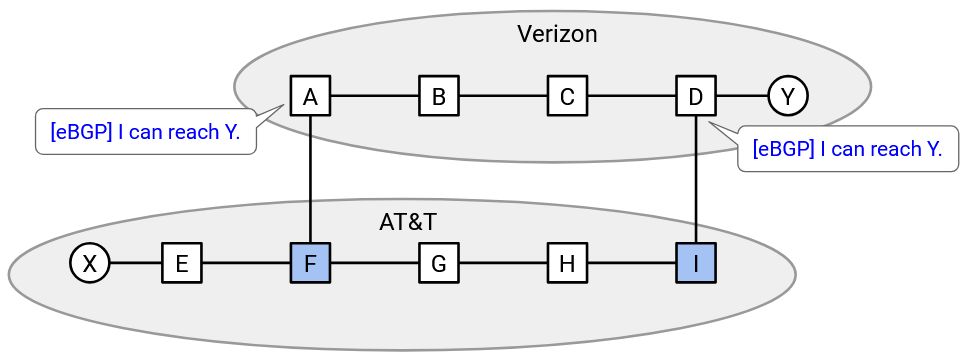 Verizon
A
B
C
D
Y
[eBGP] I can reach Y.
[eBGP] I can reach Y.
AT&T
X
E
F
G
H
I